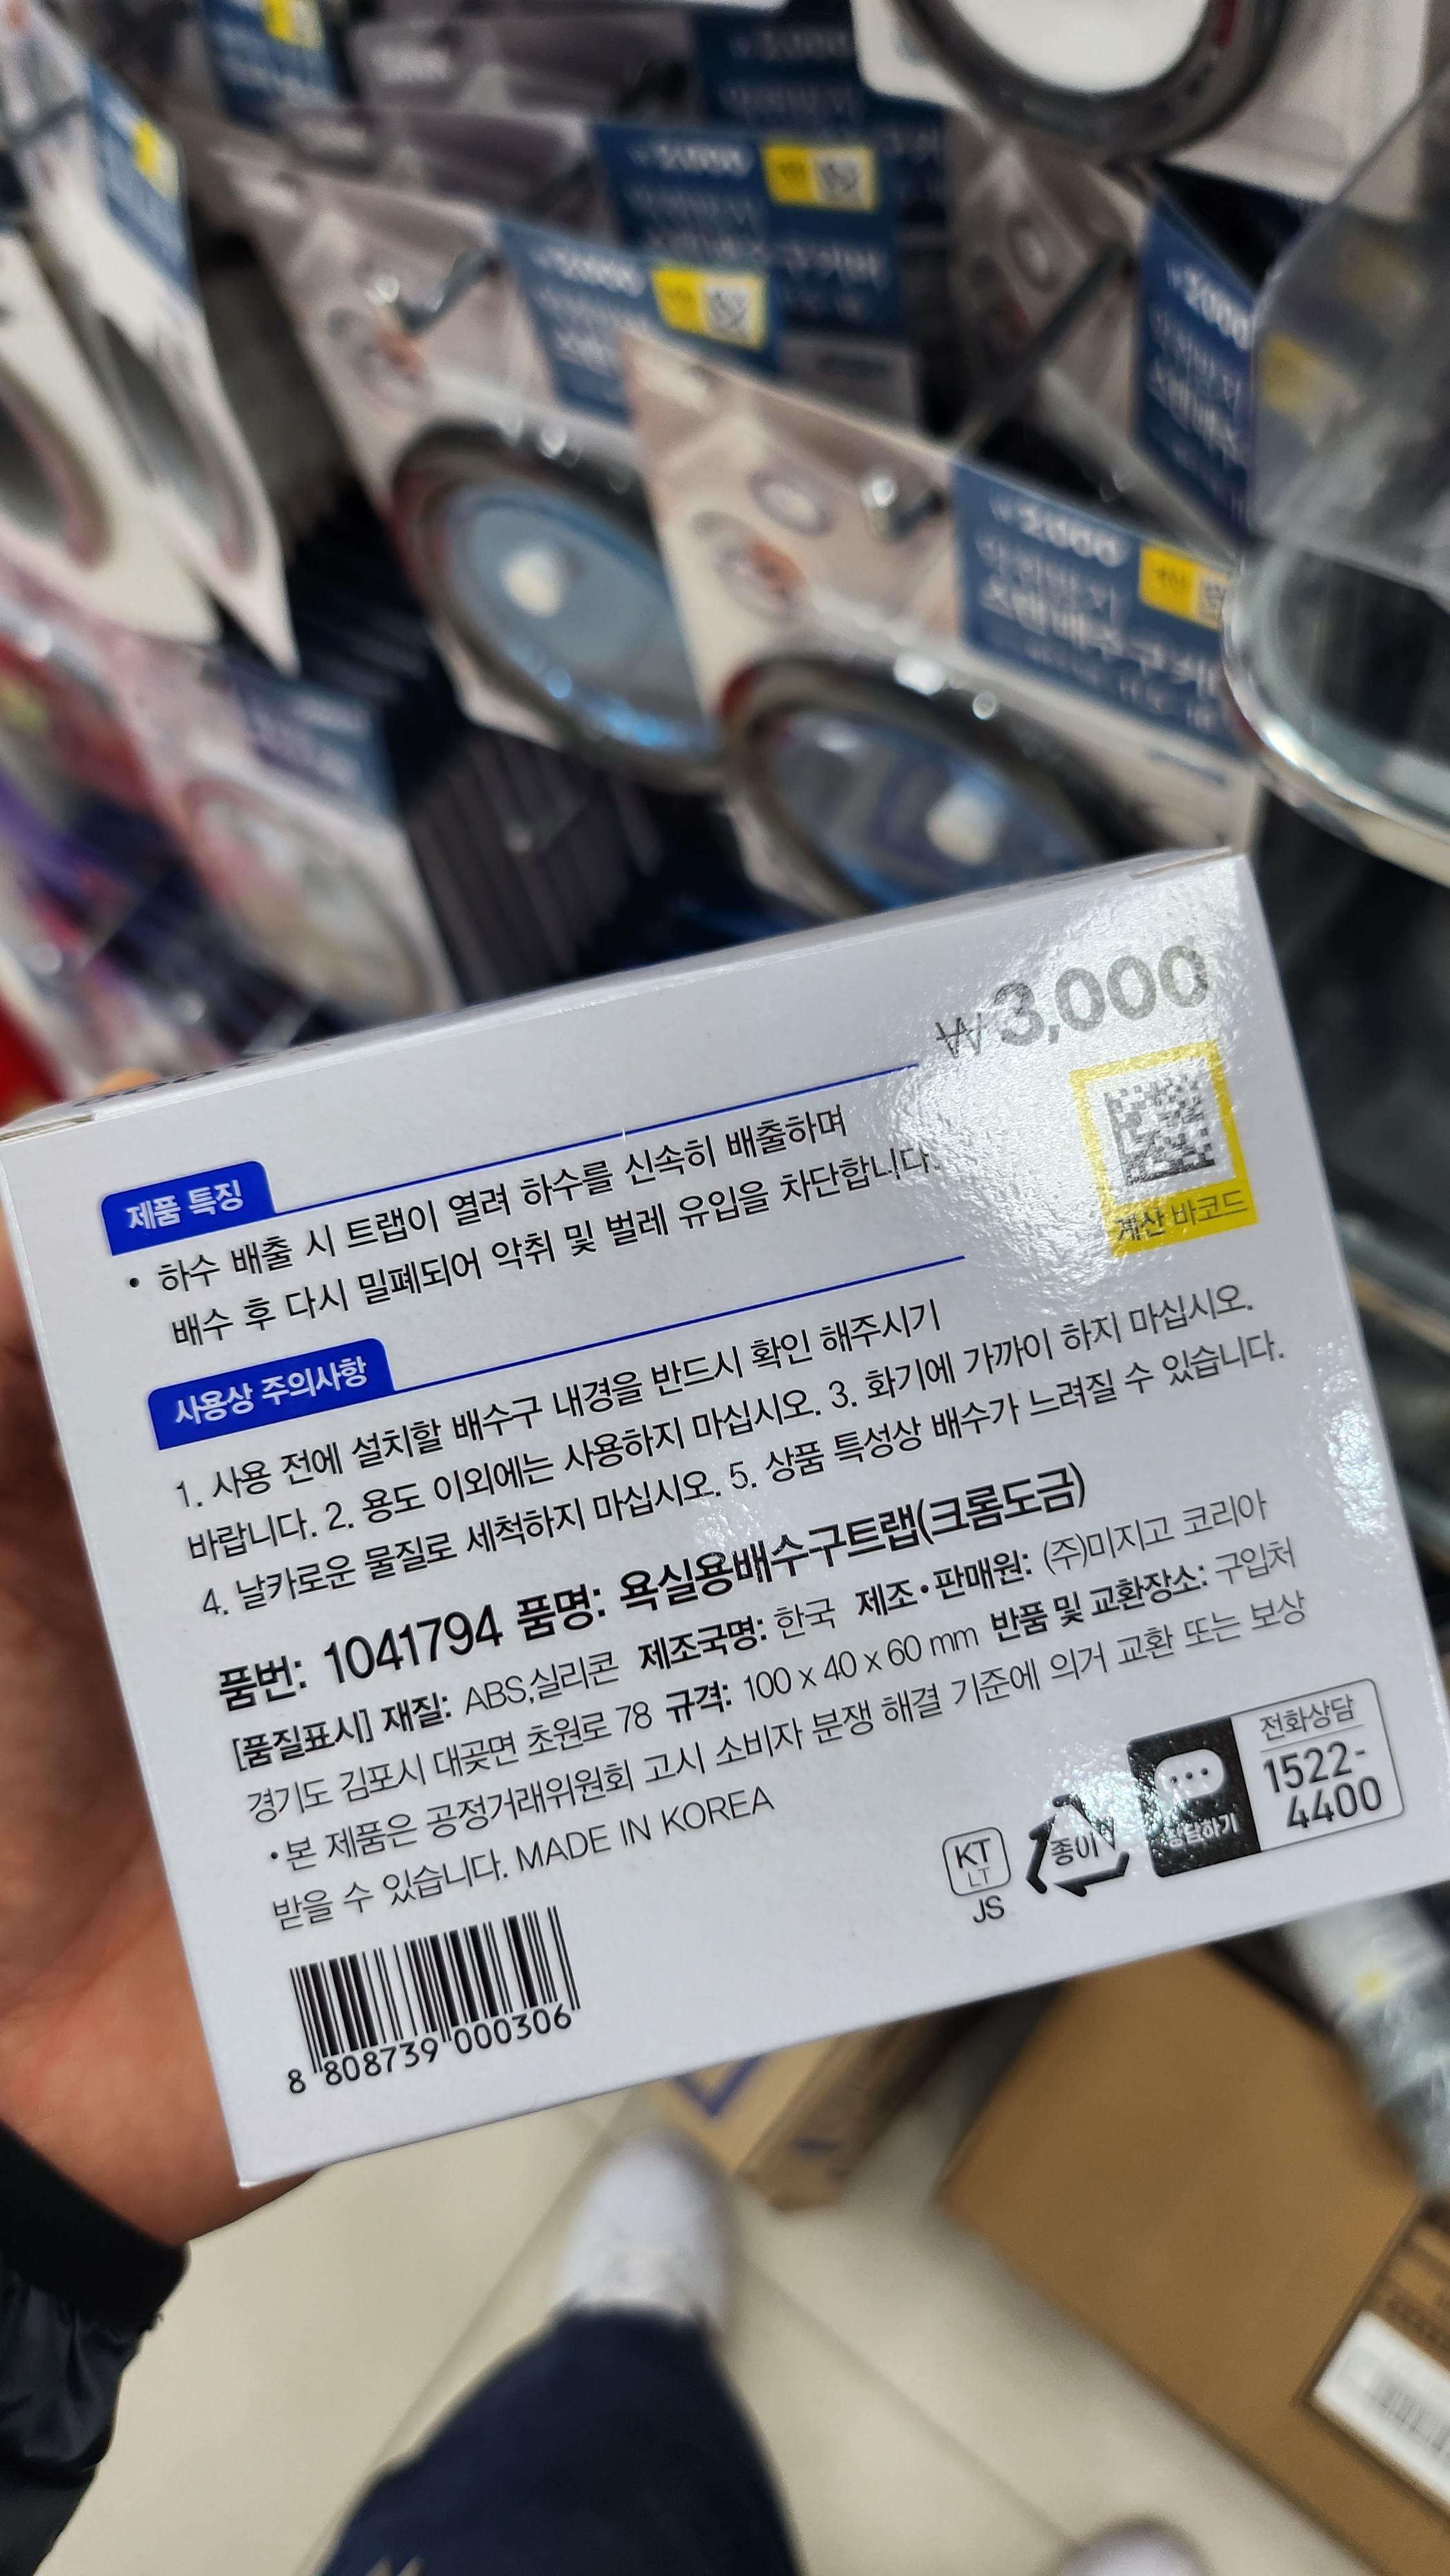 ₩3,000
계산 바코드
제품 특징
• 하수 배출 시 트랩이 열려 하수를 신속히 배출하며
배수 후 다시 밀폐되어 악취 및 벌레 유입을 차단합니다.
사용상 주의사항
1. 사용 전에 설치할 배수구 내경을 반드시 확인 해주시기
바랍니다. 2. 용도 이외에는 사용하지 마십시오. 3. 화기에 가까이 하지 마십시오.
4. 날카로운 물질로 세척하지 마십시오. 5. 상품 특성상 배수가 느려질 수 있습니다.
품번: 1041794 품명: 욕실용배수구트랩(크롬도금)
[품질표시] 재질: ABS,실리콘 제조국명: 한국 제조•판매원: (주)미지고 코리아
경기도 김포시 대곶면 초원로 78 규격: 100 x 40 x 60 mm 반품 및 교환장소: 구입처
•본 제품은 공정거래위원회 고시 소비자 분쟁 해결 기준에 의거 교환 또는 보상
받을 수 있습니다. MADE IN KOREA
KT
LT
JS
종이
상담하기
전화상담
1522-
4400
8 808739 000306
₩2,000
₩2,000
₩2,000
스텐배수구커